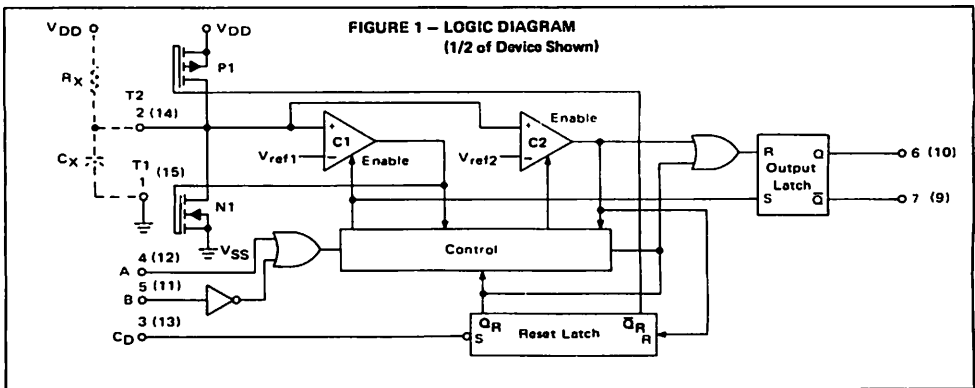 FIGURE 1 – LOGIC DIAGRAM
(1/2 of Device Shown)
VDD
VDD
P1
RX
T2
2 (14)
Enable
+
C1
+
C2
Vref1
–
Enable
Vref2
–
CX
T1
1
(15)
R
Q
6 (10)
Output
Latch
S
Q̅
7 (9)
N1
VSS
Control
4 (12)
A
5 (11)
B
3 (13)
CD
QR
Q̅R
S
Reset Latch
R